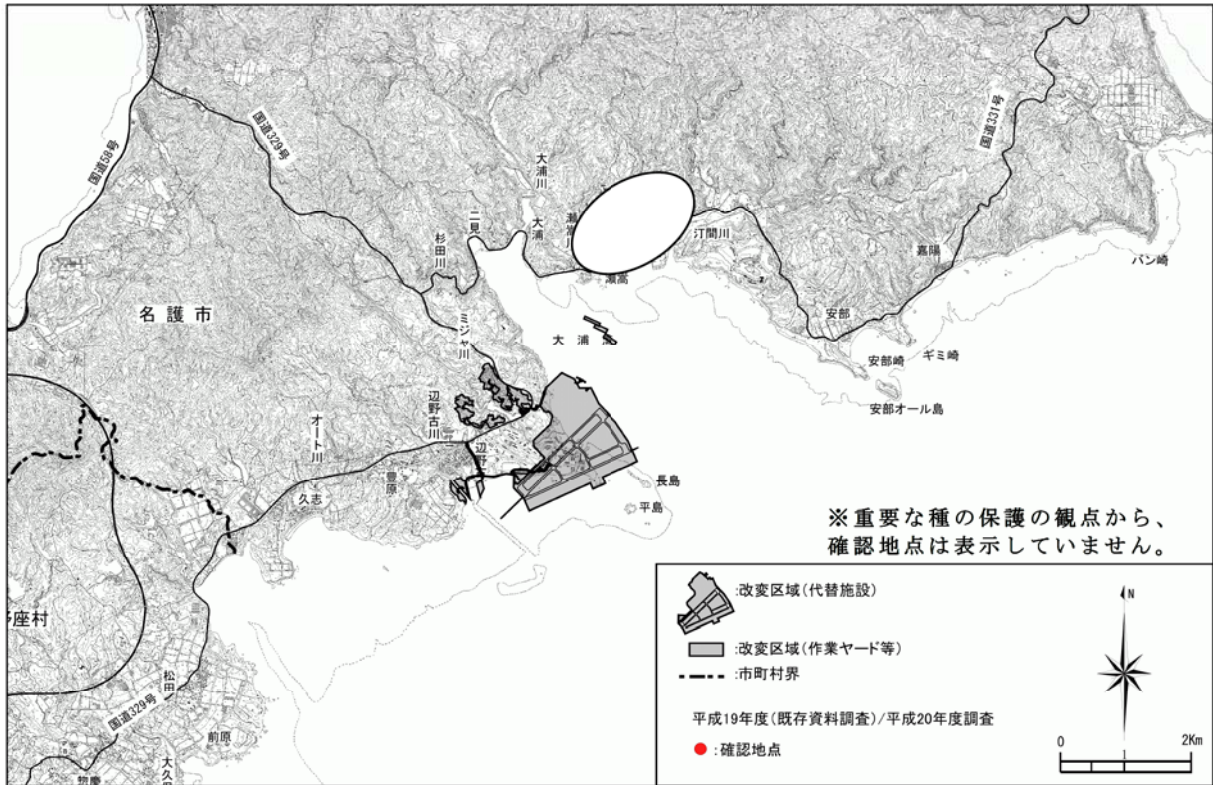 国道58号
国道329号
国道331号
大浦川
二見
大浦
杉田川
汀間川
嘉陽
バン崎
瀬嵩
名護市
ミジャ川
大浦
安部
安部崎
ギミ崎
安部オール島
辺野古川
オート川
辺野
豊原
久志
長島
平島
※重要な種の保護の観点から、
確認地点は表示していません。
座村
松田
国道329号
前原
大久
惣慶
:改変区域(代替施設)
:改変区域(作業ヤード等)
:市町村界
平成19年度(既存資料調査)/平成20年度調査
:確認地点
N
0 1 2Km